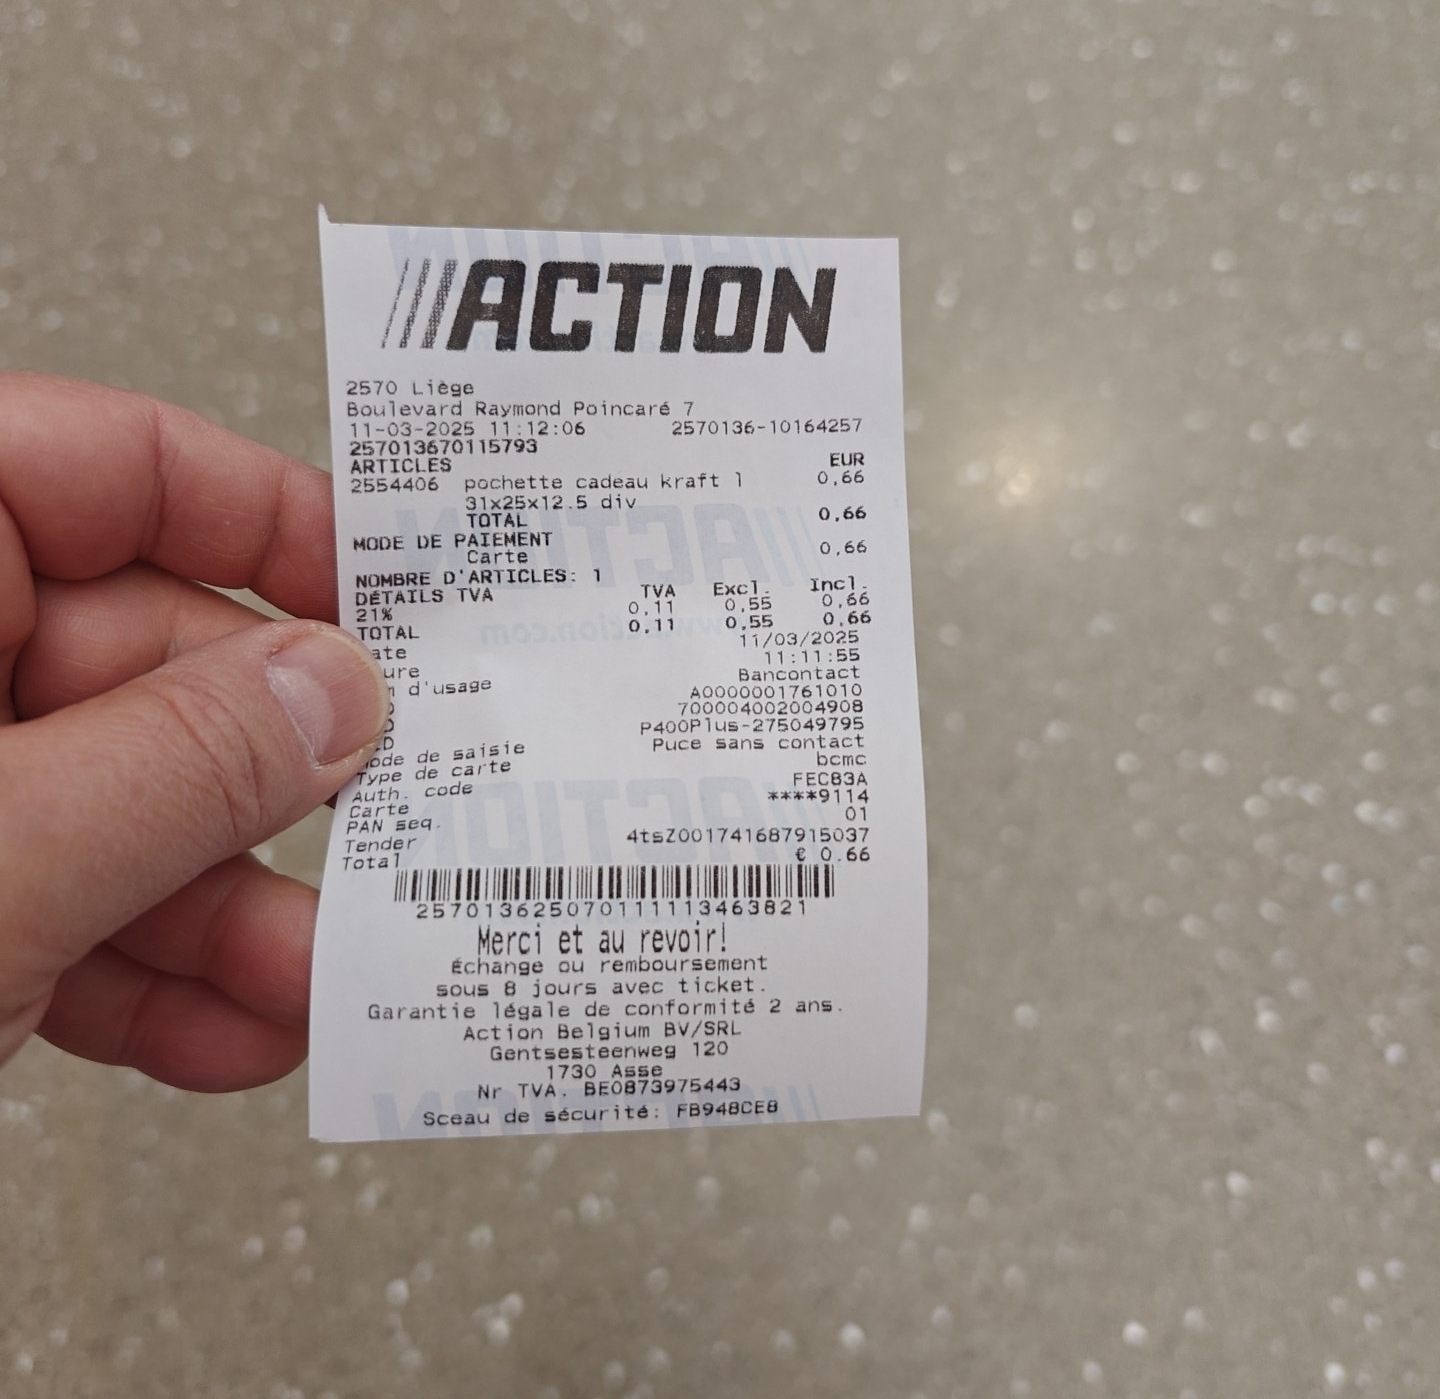 ACTION
2570 Liège
Boulevard Raymond Poincaré 7
11-03-2025 11:12:06 2570136-10164257
257013670115793
ARTICLES EUR
2554406 pochette cadeau kraft 1 0,66
31x25x12.5 div
TOTAL 0,66
MODE DE PAIEMENT
Carte 0,66
NOMBRE D'ARTICLES: 1
DÉTAILS TVA TVA Excl. Incl.
21% 0,11 0,55 0,66
TOTAL 0,11 0,55 0,66
ate 11/03/2025
ure 11:11:55
d'usage Bancontact
A0000001761010
700004002004908
D P400Plus-275049795
ode de saisie Puce sans contact
Type de carte bcmc
Auth. code FEC83A
Carte ****9114
PAN seq. 01
Tender 4tsZ001741687915037
Total € 0.66
2570136250701111113463821
Merci et au revoir!
Échange ou remboursement
sous 8 jours avec ticket.
Garantie légale de conformité 2 ans.
Action Belgium BV/SRL
Gentsesteenweg 120
1730 Asse
Nr TVA. BE0873975443
Sceau de sécurité: FB948CE8